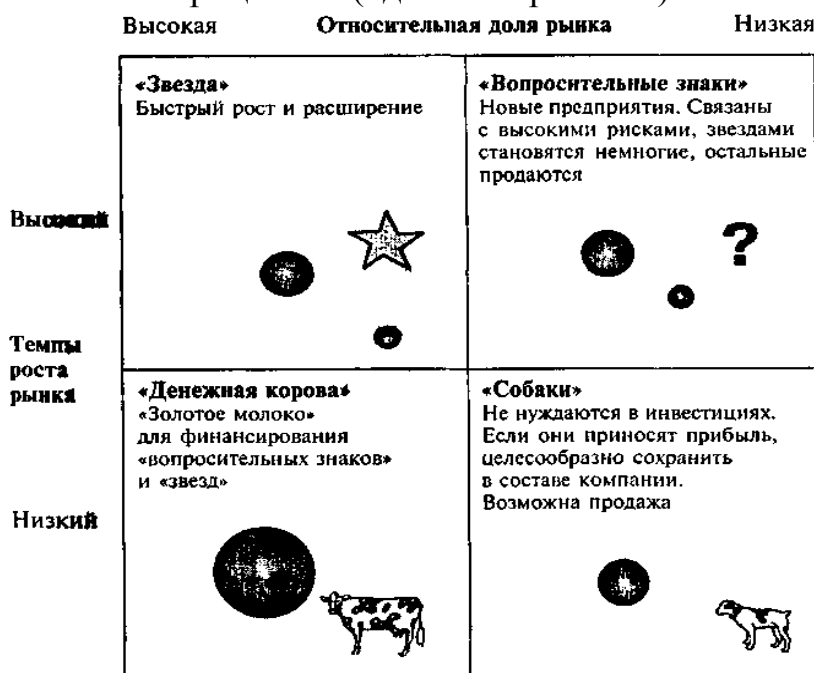 Высокая Относительная доля рынка Низкая
«Звезда»
Быстрый рост и расширение
«Вопросительные знаки»
Новые предприятия. Связаны
с высокими рисками, звездами
становятся немногие, остальные
продаются
Высокий
?
Темпы
роста
рынка
«Денежная корова»
«Золотое молоко»
для финансирования
«вопросительных знаков»
и «звезд»
«Собаки»
Не нуждаются в инвестициях.
Если они приносят прибыль,
целесообразно сохранить
в составе компании.
Возможна продажа
Низкий